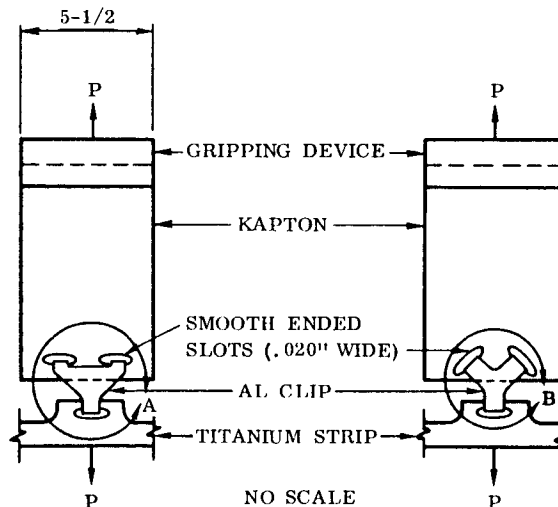 5-1/2
P P
GRIPPING DEVICE
KAPTON
SMOOTH ENDED
SLOTS (.020" WIDE)
AL CLIP
A B
TITANIUM STRIP
P NO SCALE P